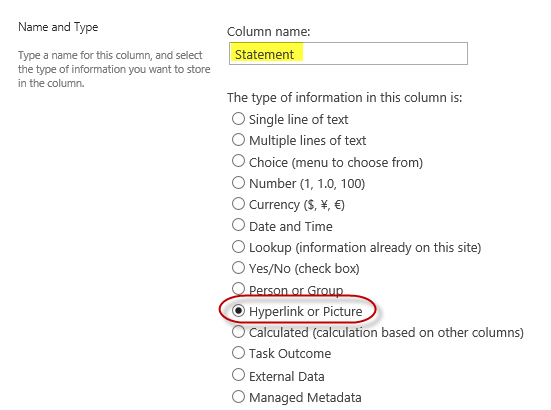 Name and Type
Type a name for this column, and select
the type of information you want to store
in the column.
Column name:
Statement
The type of information in this column is:
Single line of text
Multiple lines of text
Choice (menu to choose from)
Number (1, 1.0, 100)
Currency ($, ¥, €)
Date and Time
Lookup (information already on this site)
Yes/No (check box)
Person or Group
Hyperlink or Picture
Calculated (calculation based on other columns)
Task Outcome
External Data
Managed Metadata